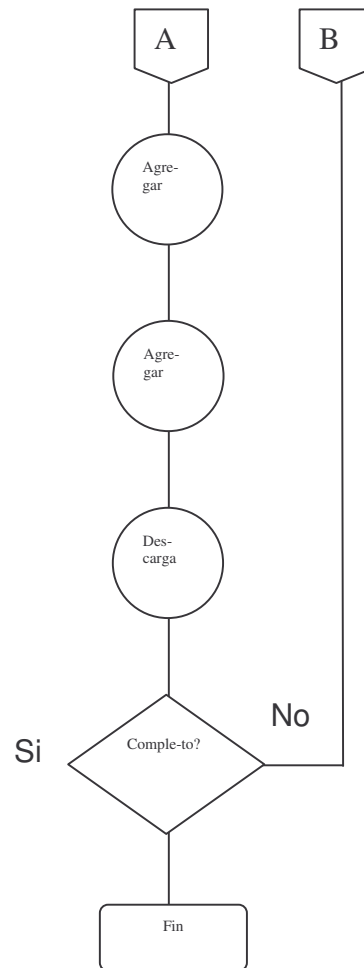 A
B
Agre-
gar
Agre-
gar
Des-
carga
Comple-to?
No
Si
Fin